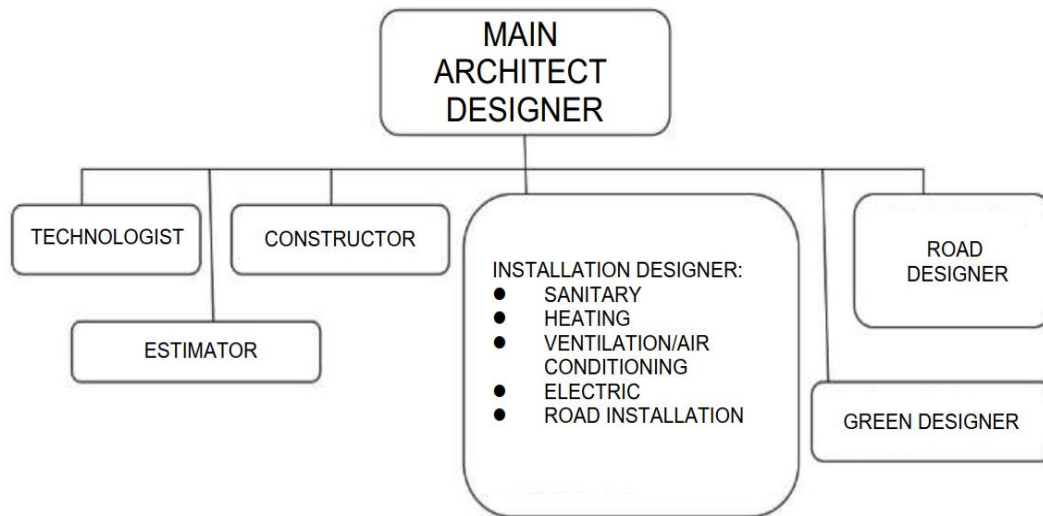 MAIN
ARCHITECT
DESIGNER
TECHNOLOGIST
CONSTRUCTOR
INSTALLATION DESIGNER:
● SANITARY
● HEATING
● VENTILATION/AIR
CONDITIONING
● ELECTRIC
● ROAD INSTALLATION
ROAD
DESIGNER
ESTIMATOR
GREEN DESIGNER